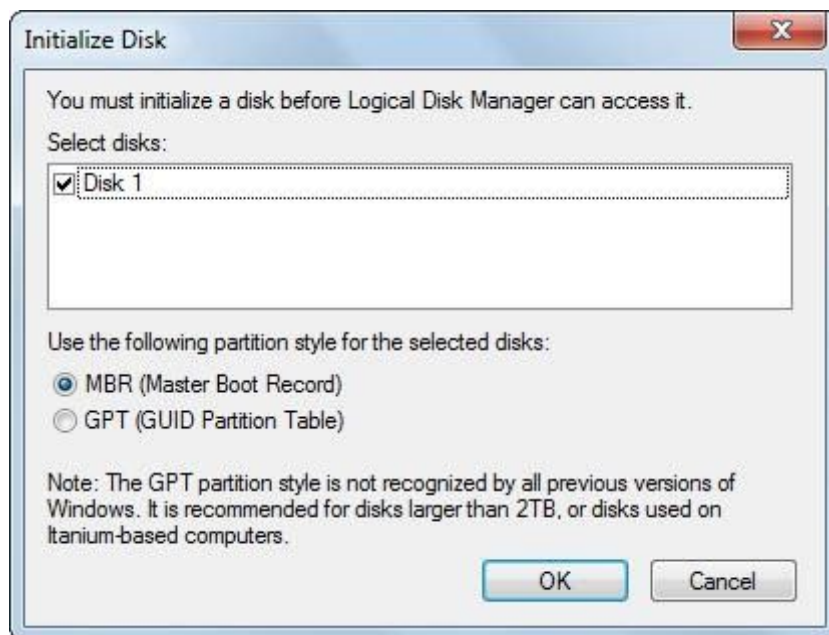 Initialize Disk
You must initialize a disk before Logical Disk Manager can access it.
Select disks:
Disk 1
Use the following partition style for the selected disks:
MBR (Master Boot Record)
GPT (GUID Partition Table)
Note: The GPT partition style is not recognized by all previous versions of
Windows. It is recommended for disks larger than 2TB, or disks used on
Itanium-based computers.
OK Cancel